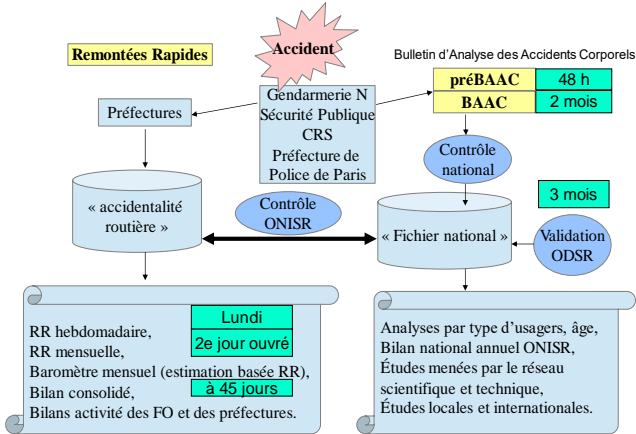 Accident
Remontées Rapides
Bulletin d'Analyse des Accidents Corporels
préBAAC
48 h
BAAC
2 mois
Gendarmerie N
Sécurité Publique
CRS
Préfecture de
Police de Paris
Préfectures
Contrôle
national
« accidentalité
routière »
Contrôle
ONISR
3 mois
« Fichier national »
Validation
ODSR
Lundi
RR hebdomadaire,
2e jour ouvré
RR mensuelle,
Baromètre mensuel (estimation basée RR),
Bilan consolidé,
à 45 jours
Bilans activité des FO et des préfectures.
Analyses par type d'usagers, âge,
Bilan national annuel ONISR,
Études menées par le réseau
scientifique et technique,
Études locales et internationales.